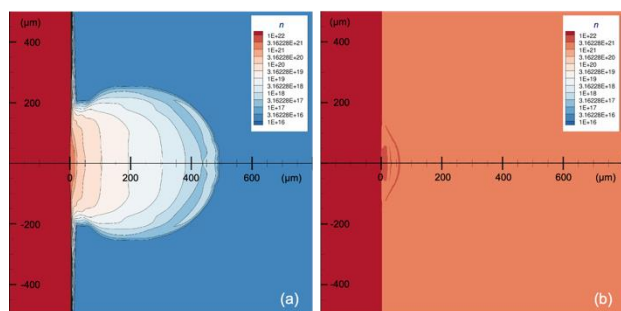 (µm)
400
200
0
-200
-400
0
200
400
600
(µm)
n
1E+22
3.16228E+21
1E+21
3.16228E+20
1E+20
3.16228E+19
1E+19
3.16228E+18
1E+18
3.16228E+17
1E+17
3.16228E+16
1E+16
(a)
(µm)
400
200
0
-200
-400
0
200
400
600
(µm)
n
1E+22
3.16228E+21
1E+21
3.16228E+20
1E+20
3.16228E+19
1E+19
3.16228E+18
1E+18
3.16228E+17
1E+17
3.16228E+16
1E+16
(b)